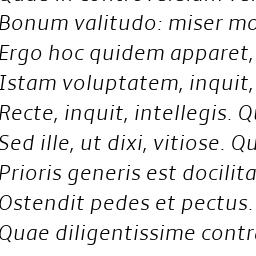 Bonum valitudo: miser mo
Ergo hoc quidem apparet,
Istam voluptatem, inquit,
Recte, inquit, intellegis. Qu
Sed ille, ut dixi, vitiose. Qu
Prioris generis est docilita
Ostendit pedes et pectus.
Quae diligentissime contra